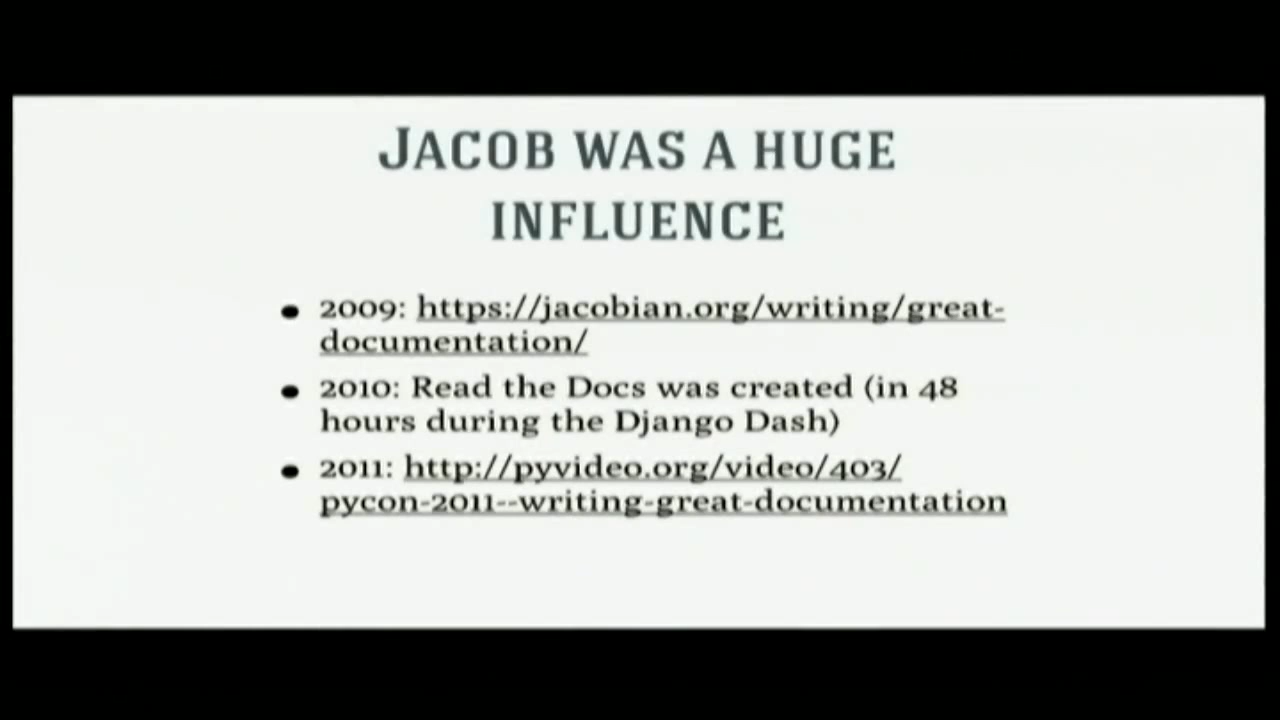 JACOB WAS A HUGE
INFLUENCE
• 2009: https://jacobian.org/writing/great-
documentation/
• 2010: Read the Docs was created (in 48
hours during the Django Dash)
• 2011: http://pyvideo.org/video/403/
pycon-2011--writing-great-documentation